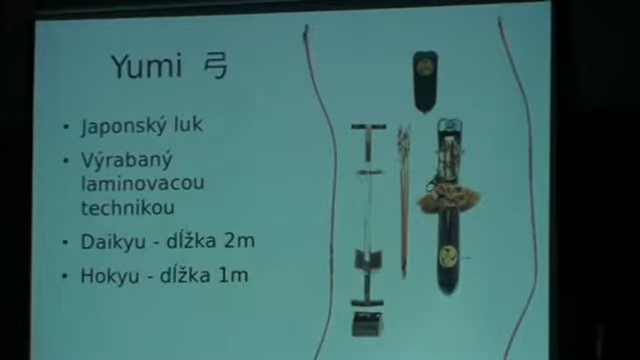 Yumi 弓
• Japonský luk
• Výrabaný
laminovacou
technikou
• Daikyu - dĺžka 2m
• Hokyu - dĺžka 1m